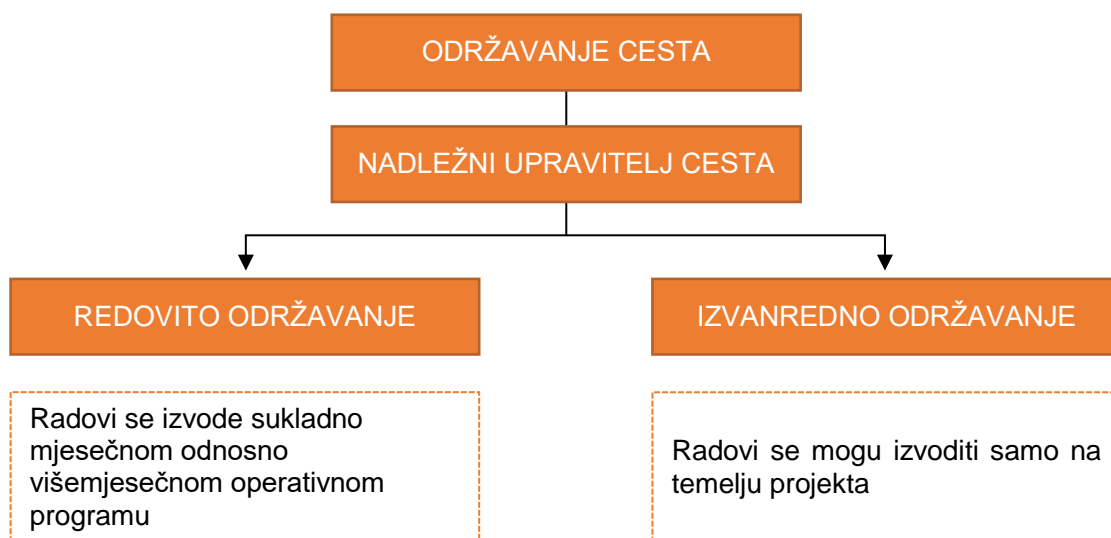 ODRŽAVANJE CESTA
NADLEŽNI UPRAVITELJ CESTA
REDOVITO ODRŽAVANJE
IZVANREDNO ODRŽAVANJE
Radovi se izvode sukladno
mjesečnom odnosno
višemjesečnom operativnom
programu
Radovi se mogu izvoditi samo na
temelju projekta